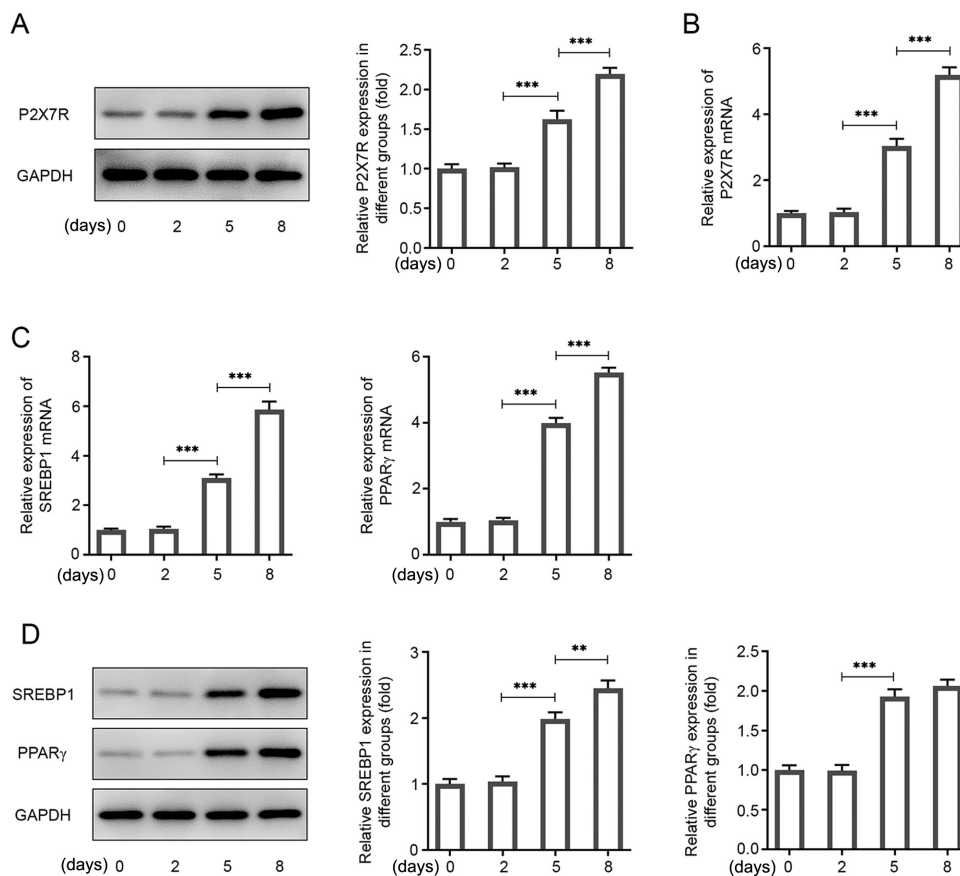 A
P2X7R
GAPDH
(days) 0 2 5 8
Relative P2X7R expression in
different groups (fold)
2.5
2.0
1.5
1.0
0.5
0.0
***
***
(days) 0 2 5 8
B
Relative expression of
P2X7R mRNA
6
4
2
0
***
***
(days) 0 2 5 8
C
Relative expression of
SREBP1 mRNA
8
6
4
2
0
***
***
(days) 0 2 5 8
Relative expression of
PPARγ mRNA
6
4
2
0
***
***
(days) 0 2 5 8
D
SREBP1
PPARγ
GAPDH
(days) 0 2 5 8
Relative SREBP1 expression in
different groups (fold)
3
2
1
0
***
**
(days) 0 2 5 8
Relative PPARγ expression in
different groups (fold)
2.5
2.0
1.5
1.0
0.5
0.0
***
(days) 0 2 5 8